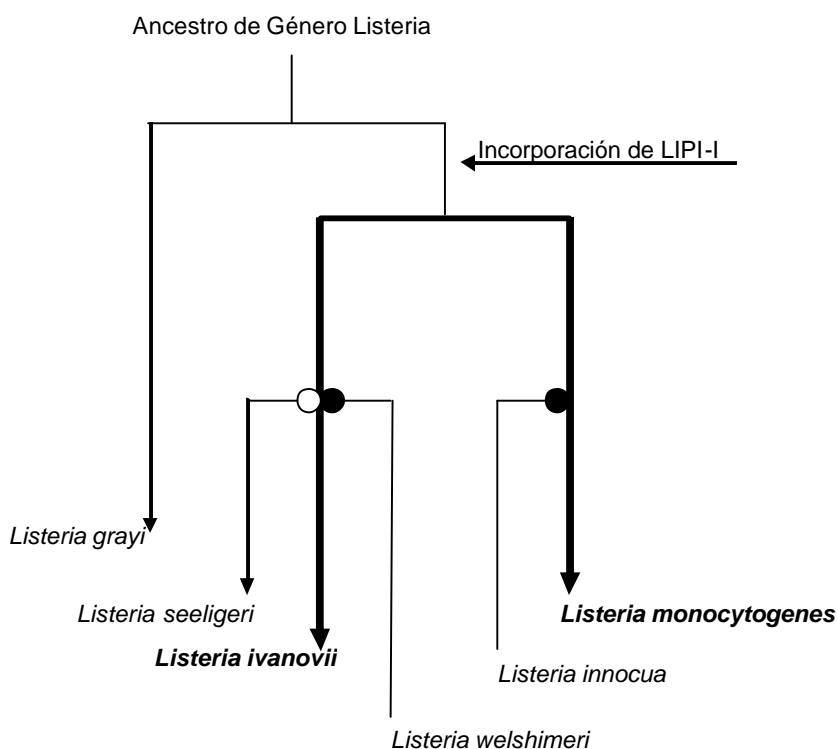 Ancestro de Género Listeria
Incorporación de LIPI-I
Listeria grayi
Listeria seeligeri
Listeria monocytogenes
Listeria ivanovii
Listeria innocua
Listeria welshimeri